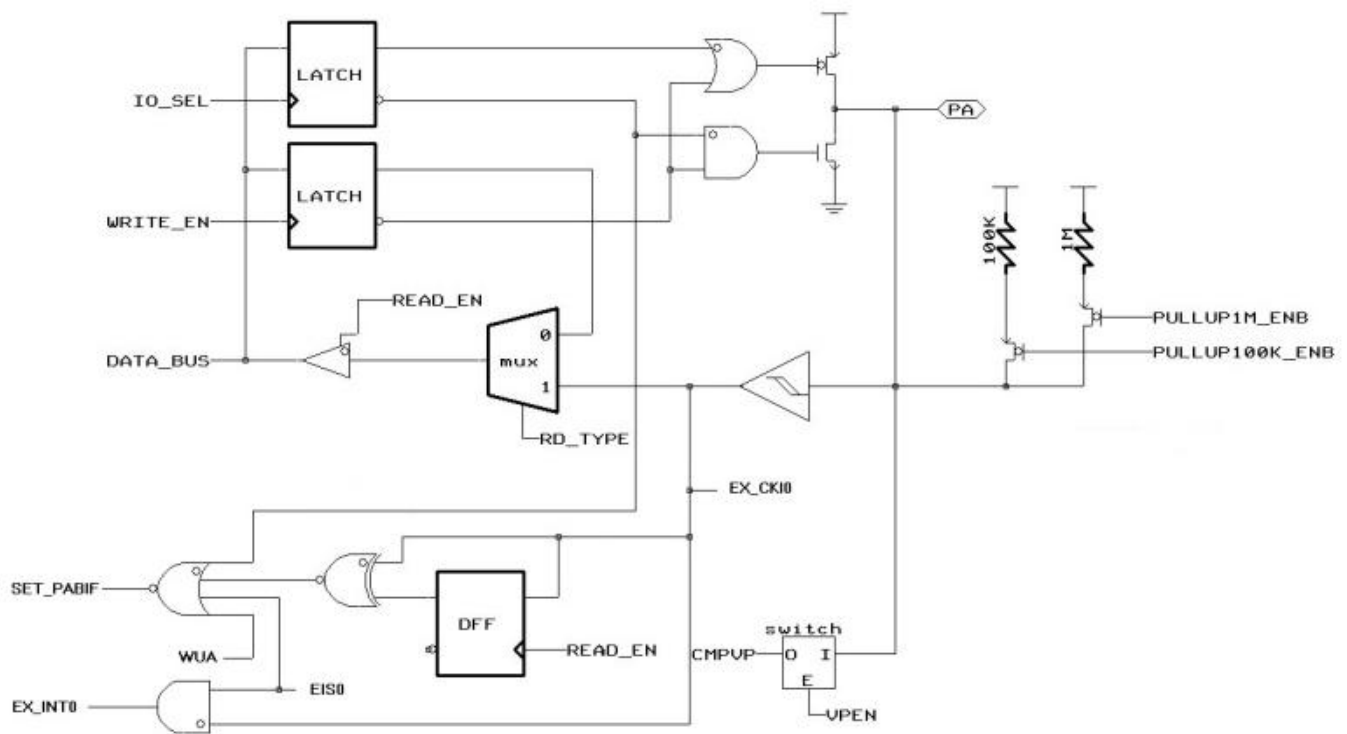 LATCH
IO_SEL
PA
LATCH
WRITE_EN
100K
1M
READ_EN
PULLUP1M_ENB
0
DATA_BUS
mux
PULLUP100K_ENB
1
RD_TYPE
EX_CKI0
SET_PABIF
DFF
switch
WUA
READ_EN
CMPVP
O I
E
EIS0
EX_INT0
VPEN